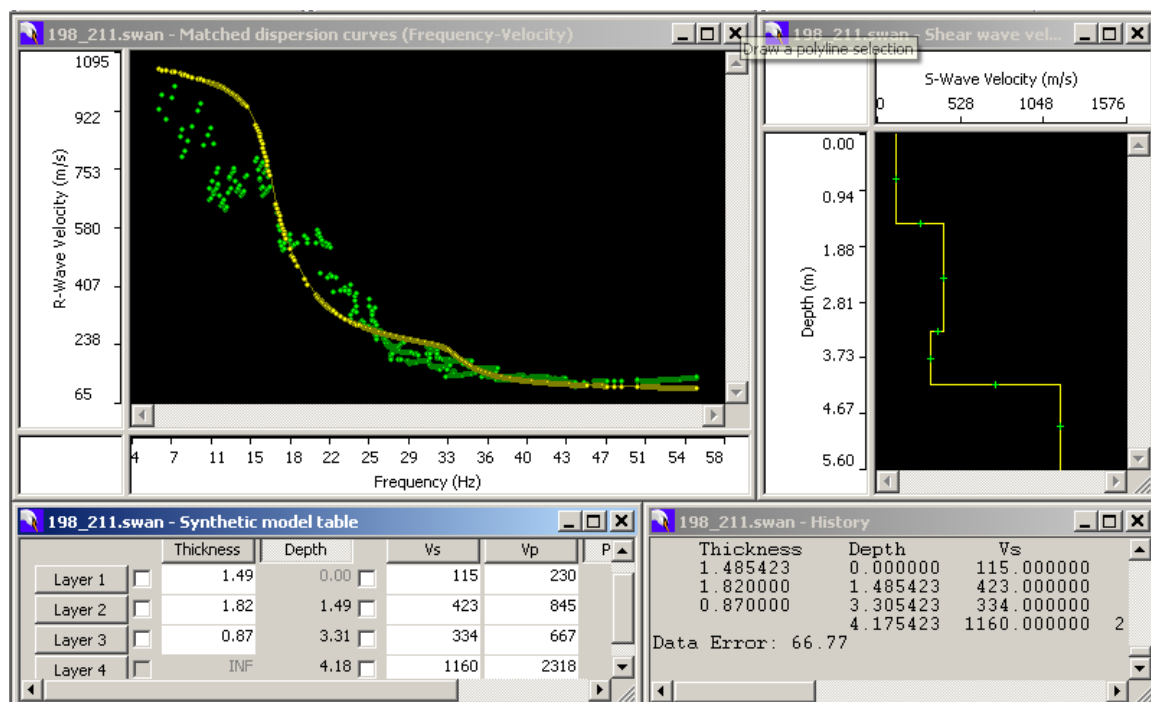 198_211.swan - Matched dispersion curves (Frequency-Velocity)
1095
922
753
580
407
238
65
R-Wave Velocity (m/s)
4 7 11 15 18 22 25 29 33 36 40 43 47 51 54 58
Frequency (Hz)
198_211.swan - Shear wave vel...
Draw a polyline selection
S-Wave Velocity (m/s)
0 528 1048 1576
0.00
0.94
1.88
2.81
3.73
4.67
5.60
Depth (m)
198_211.swan - Synthetic model table
Thickness Depth Vs Vp P
Layer 1 1.49 0.00 115 230
Layer 2 1.82 1.49 423 845
Layer 3 0.87 3.31 334 667
Layer 4 INF 4.18 1160 2318
198_211.swan - History
Thickness Depth Vs
1.485423 0.000000 115.000000
1.820000 1.485423 423.000000
0.870000 3.305423 334.000000
4.175423 1160.000000 2
Data Error: 66.77